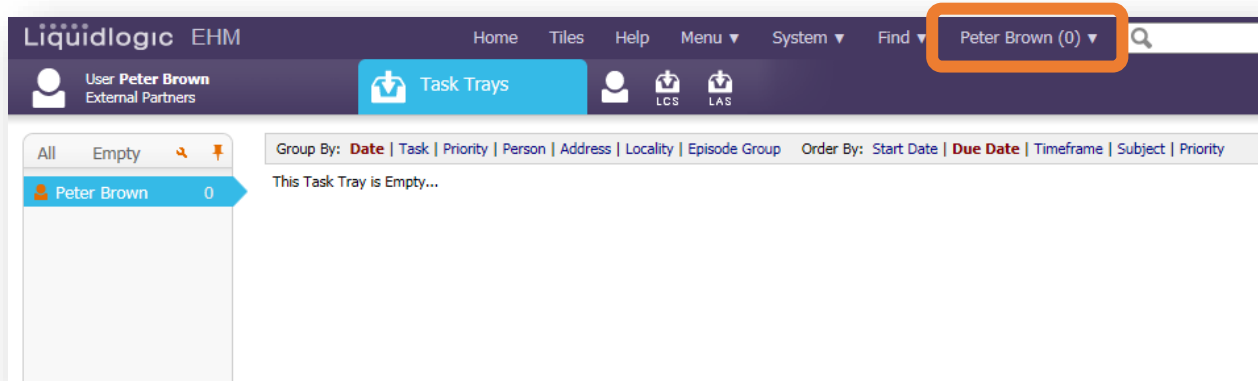 Liquidlogic EHM Home Tiles Help Menu ▼ System ▼ Find ▼ Peter Brown (0) ▼
User Peter Brown
External Partners
Task Trays
LCS LAS
All Empty
Group By: Date | Task | Priority | Person | Address | Locality | Episode Group Order By: Start Date | Due Date | Timeframe | Subject | Priority
Peter Brown 0
This Task Tray is Empty...